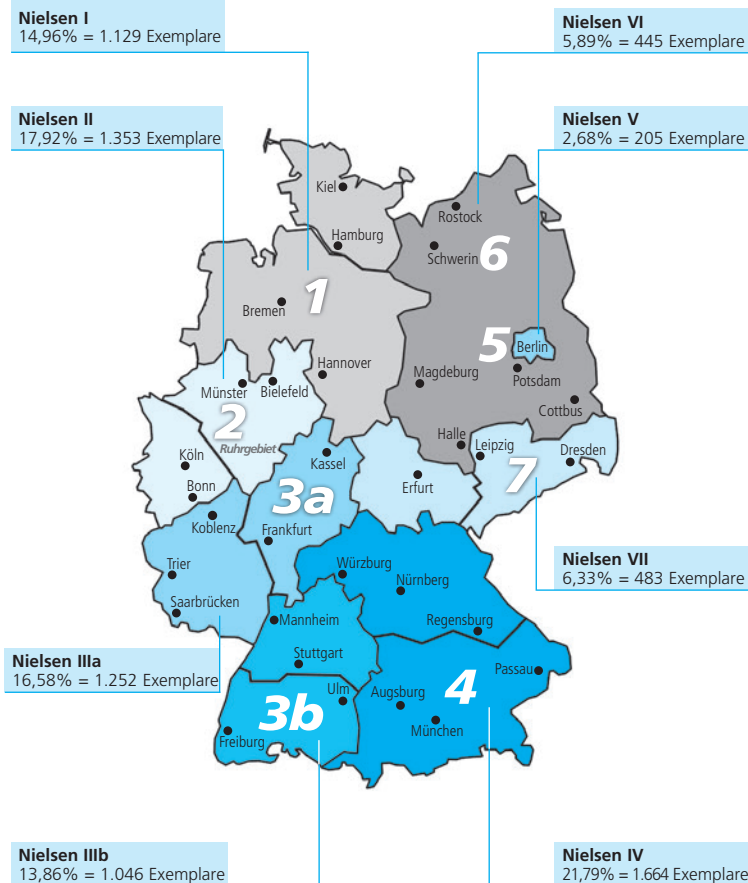 Nielsen I
14,96% = 1.129 Exemplare
Nielsen VI
5,89% = 445 Exemplare
Nielsen II
17,92% = 1.353 Exemplare
Nielsen V
2,68% = 205 Exemplare
Kiel
Rostock
Hamburg
Schwerin
6
1
Bremen
5
Berlin
Hannover
Magdeburg
Potsdam
Münster
Bielefeld
Cottbus
2
Ruhrgebiet
Halle
Leipzig
Dresden
Köln
Kassel
7
Bonn
3a
Erfurt
Koblenz
Frankfurt
Trier
Würzburg
Nürnberg
Nielsen VII
6,33% = 483 Exemplare
Saarbrücken
Mannheim
Regensburg
Stuttgart
Nielsen IIIa
16,58% = 1.252 Exemplare
Passau
Ulm
Augsburg
4
3b
München
Freiburg
Nielsen IIIb
13,86% = 1.046 Exemplare
Nielsen IV
21,79% = 1.664 Exemplare